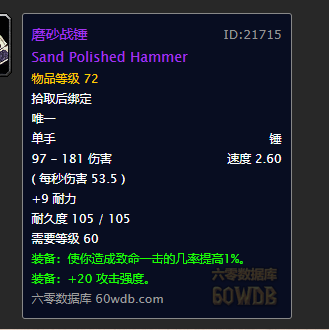 磨砂战锤 ID:21715
Sand Polished Hammer
物品等级 72
拾取后绑定
唯一
单手 锤
97 - 181 伤害 速度 2.60
( 每秒伤害 53.5 )
+9 耐力
耐久度 105 / 105
需要等级 60
装备：使你造成致命一击的几率提高1%。
装备：+20 攻击强度。
六零数据库 60wdb.com
六零数据库
60WDB